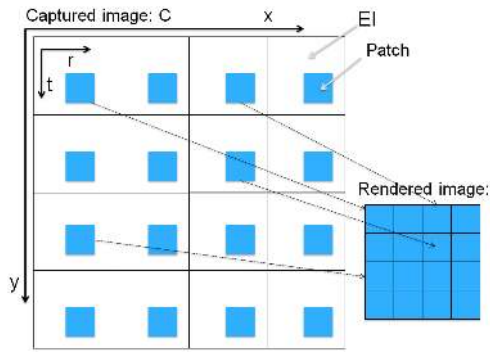 Captured image: C
x
EI
Patch
r
t
Rendered image:
y